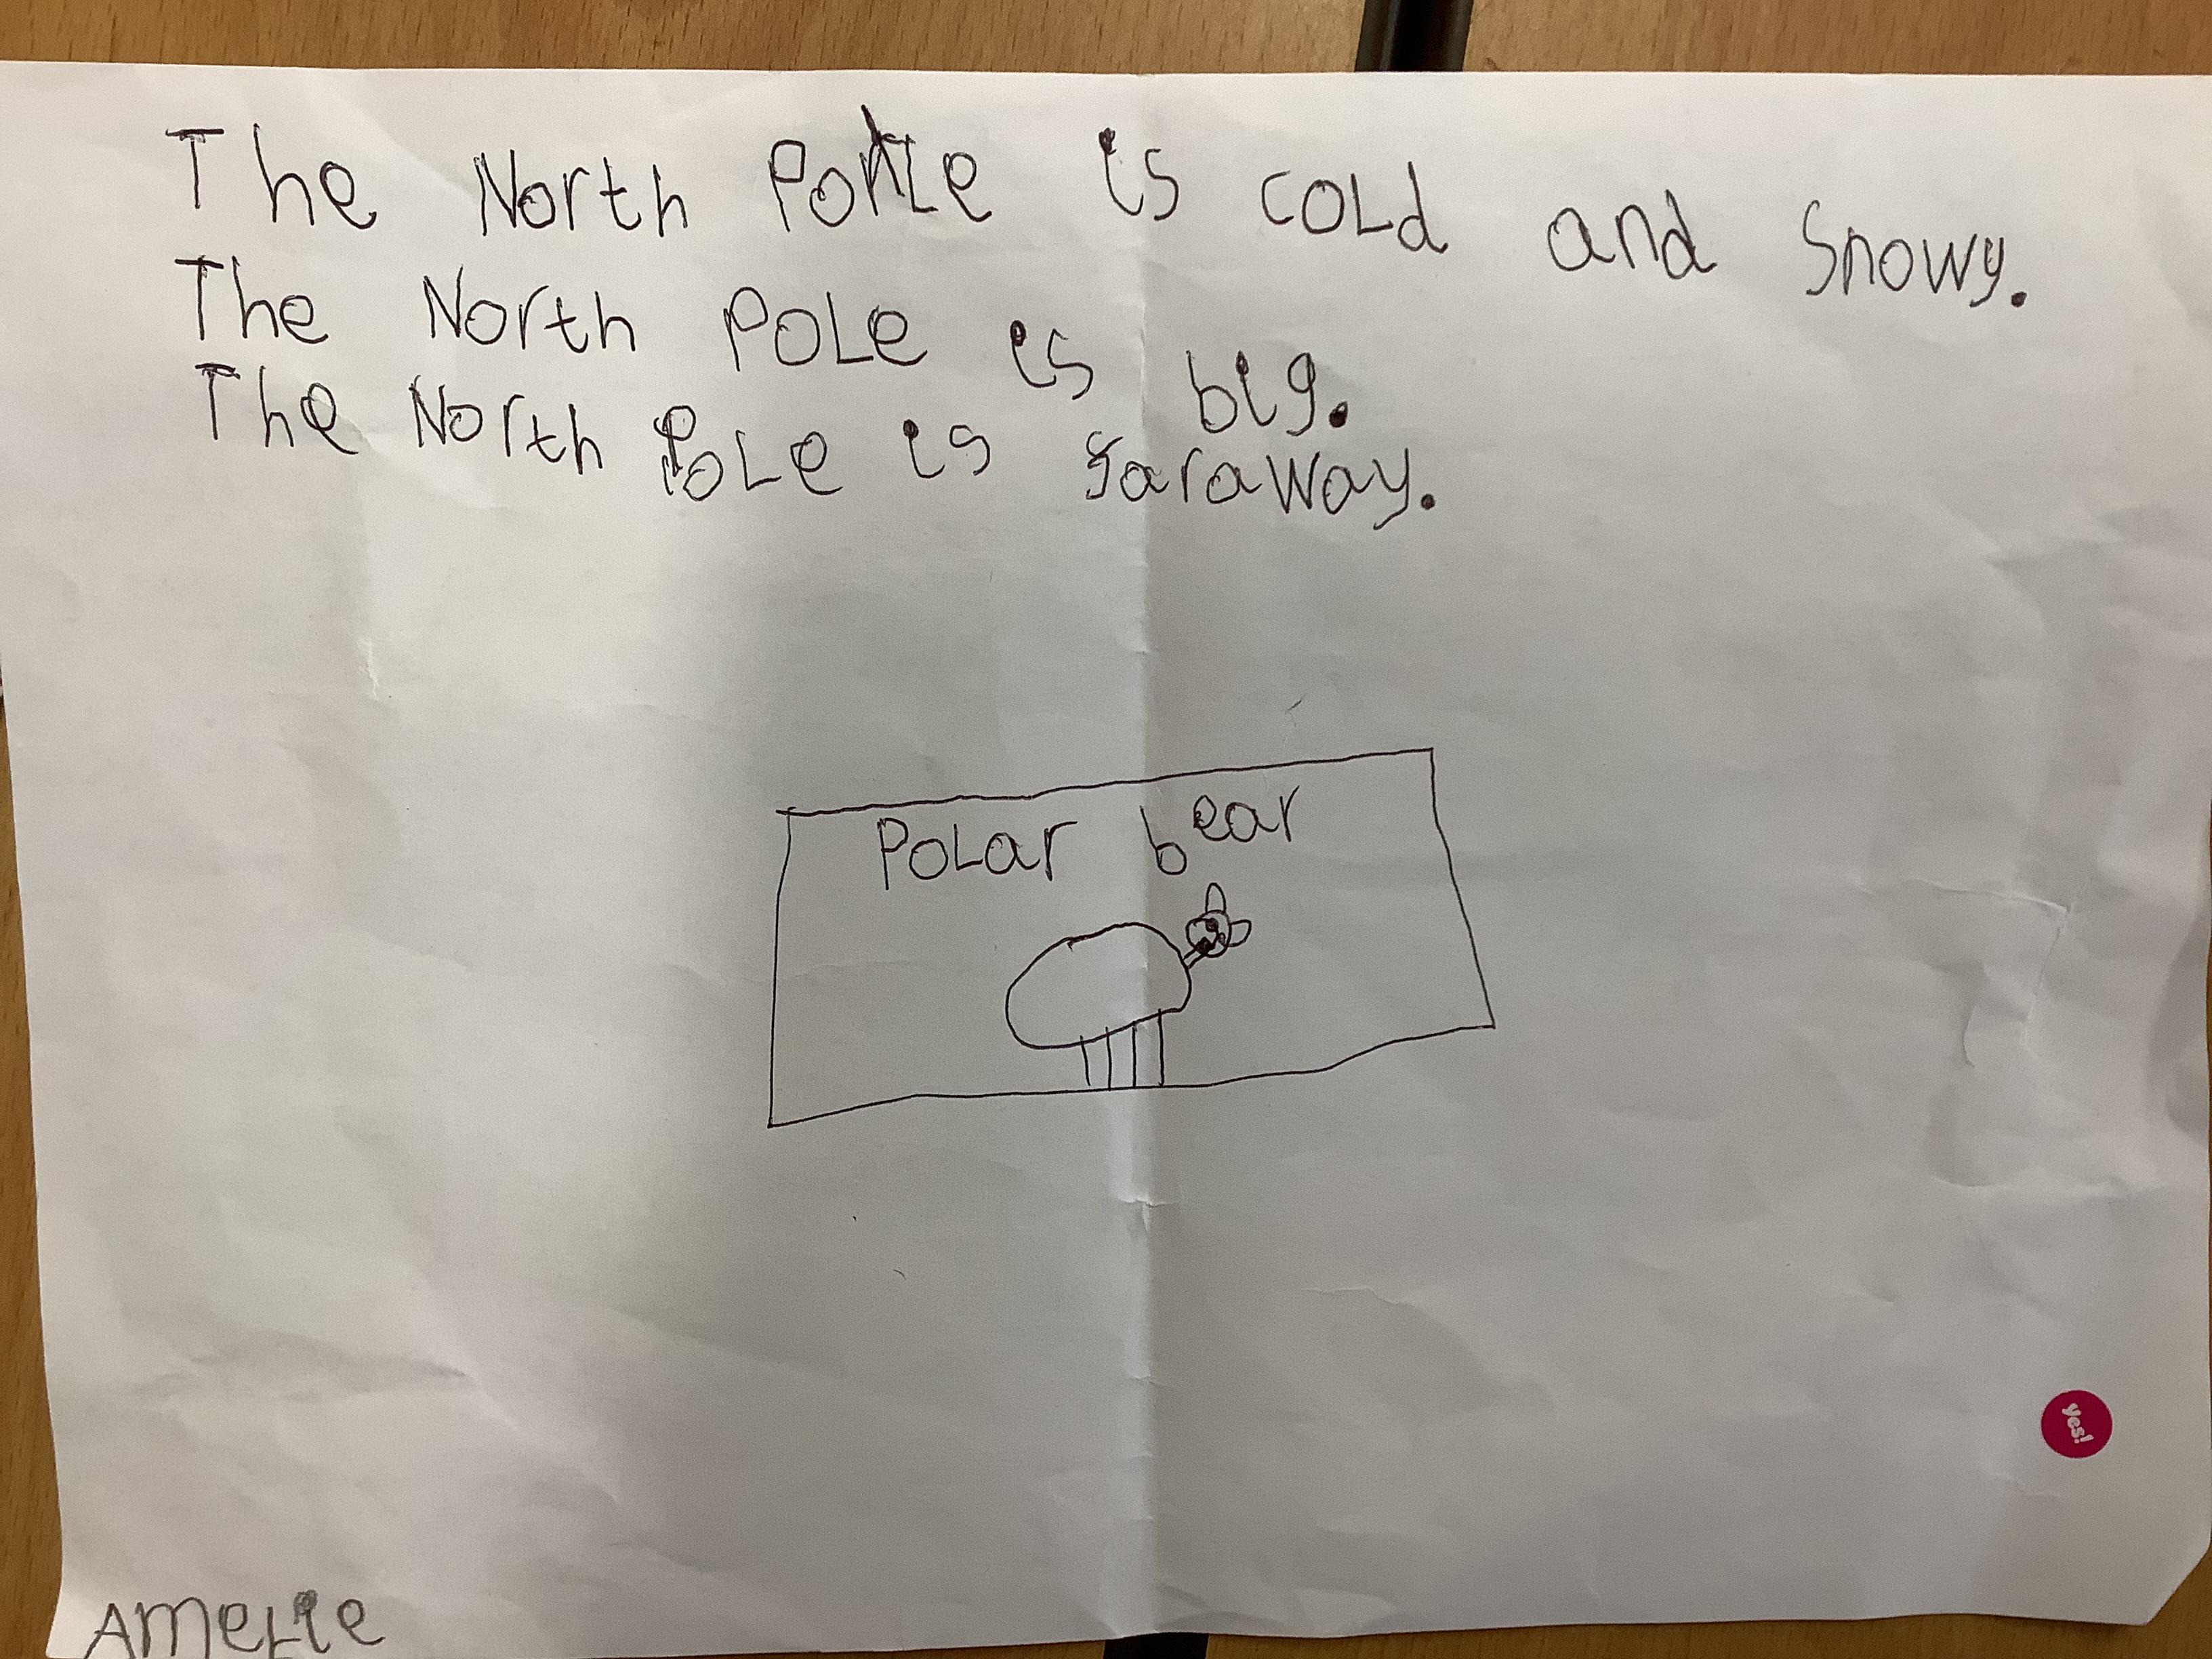 The North Pole is cold and Snowy.
The North Pole is big.
The North Pole is faraway.
Polar bear
yes!
Amelie